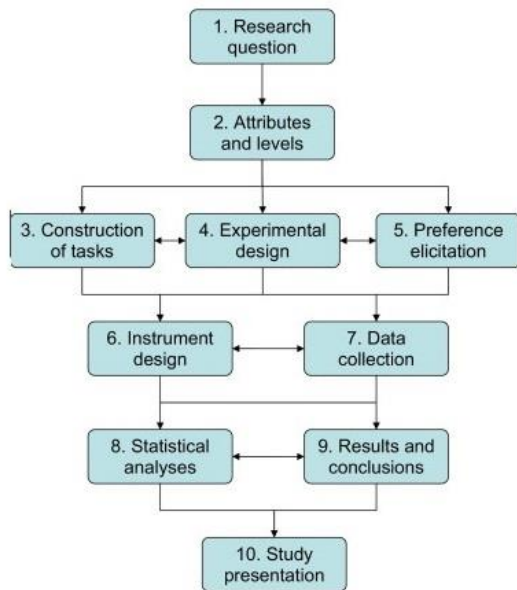 1. Research
question
2. Attributes
and levels
3. Construction
of tasks
4. Experimental
design
5. Preference
elicitation
6. Instrument
design
7. Data
collection
8. Statistical
analyses
9. Results and
conclusions
10. Study
presentation